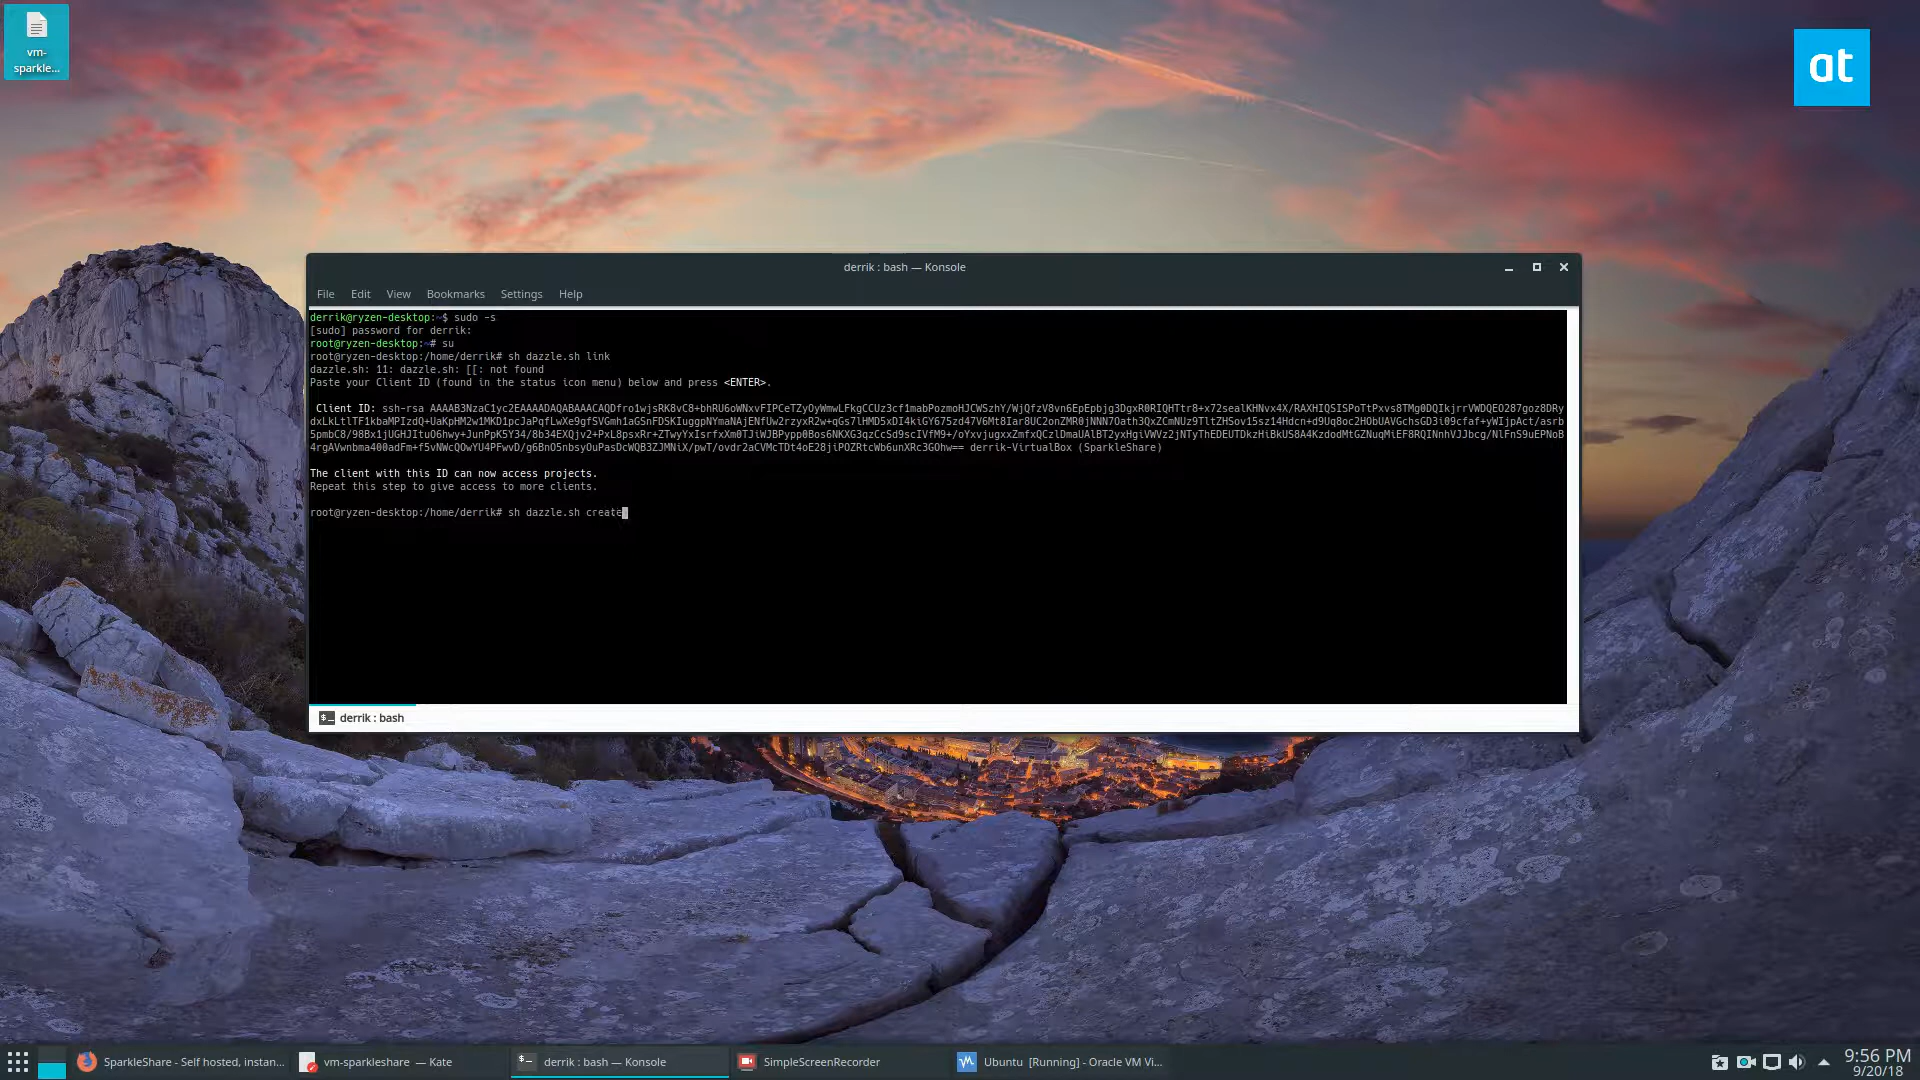 vm-
sparkle...
at
derrik : bash — Konsole
File Edit View Bookmarks Settings Help
derrik@ryzen-desktop:~$ sudo -s
[sudo] password for derrik:
root@ryzen-desktop:~# su
root@ryzen-desktop:/home/derrik# sh dazzle.sh link
dazzle.sh: 11: dazzle.sh: [[: not found
Paste your Client ID (found in the status icon menu) below and press <ENTER>.
Client ID: ssh-rsa
derrik-VirtualBox (SparkleShare)
The client with this ID can now access projects.
Repeat this step to give access to more clients.
root@ryzen-desktop:/home/derrik# sh dazzle.sh create
derrik : bash
SparkleShare - Self hosted, instan...
vm-sparkleshare — Kate
derrik : bash — Konsole
SimpleScreenRecorder
Ubuntu [Running] - Oracle VM Vi...
9:56 PM
9/20/18